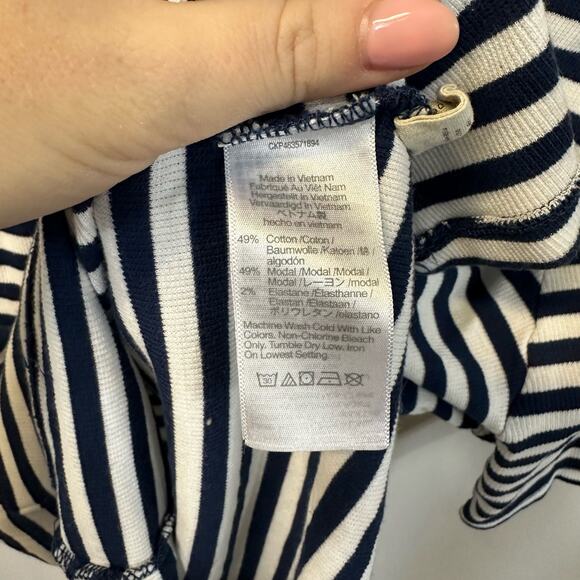 CXP463571894
Made in Vietnam
Fabriqué Au Viêt Nam
Hergestellt in Vietnam
Vervaardigd in Vietnam
ベトナム製
hecho en vietnam
49% Cotton /Coton /
Baumwolle /Katoen /綿 /
algodón
49% Modal /Modal /Modal /
Modal /レーヨン /modal
2% Elastane /Élasthanne /
Elastan /Elastaan /
ポリウレタン /elastano
Machine Wash Cold With Like
Colors. Non-Chlorine Bleach
Only. Tumble Dry Low. Iron
On Lowest Setting.